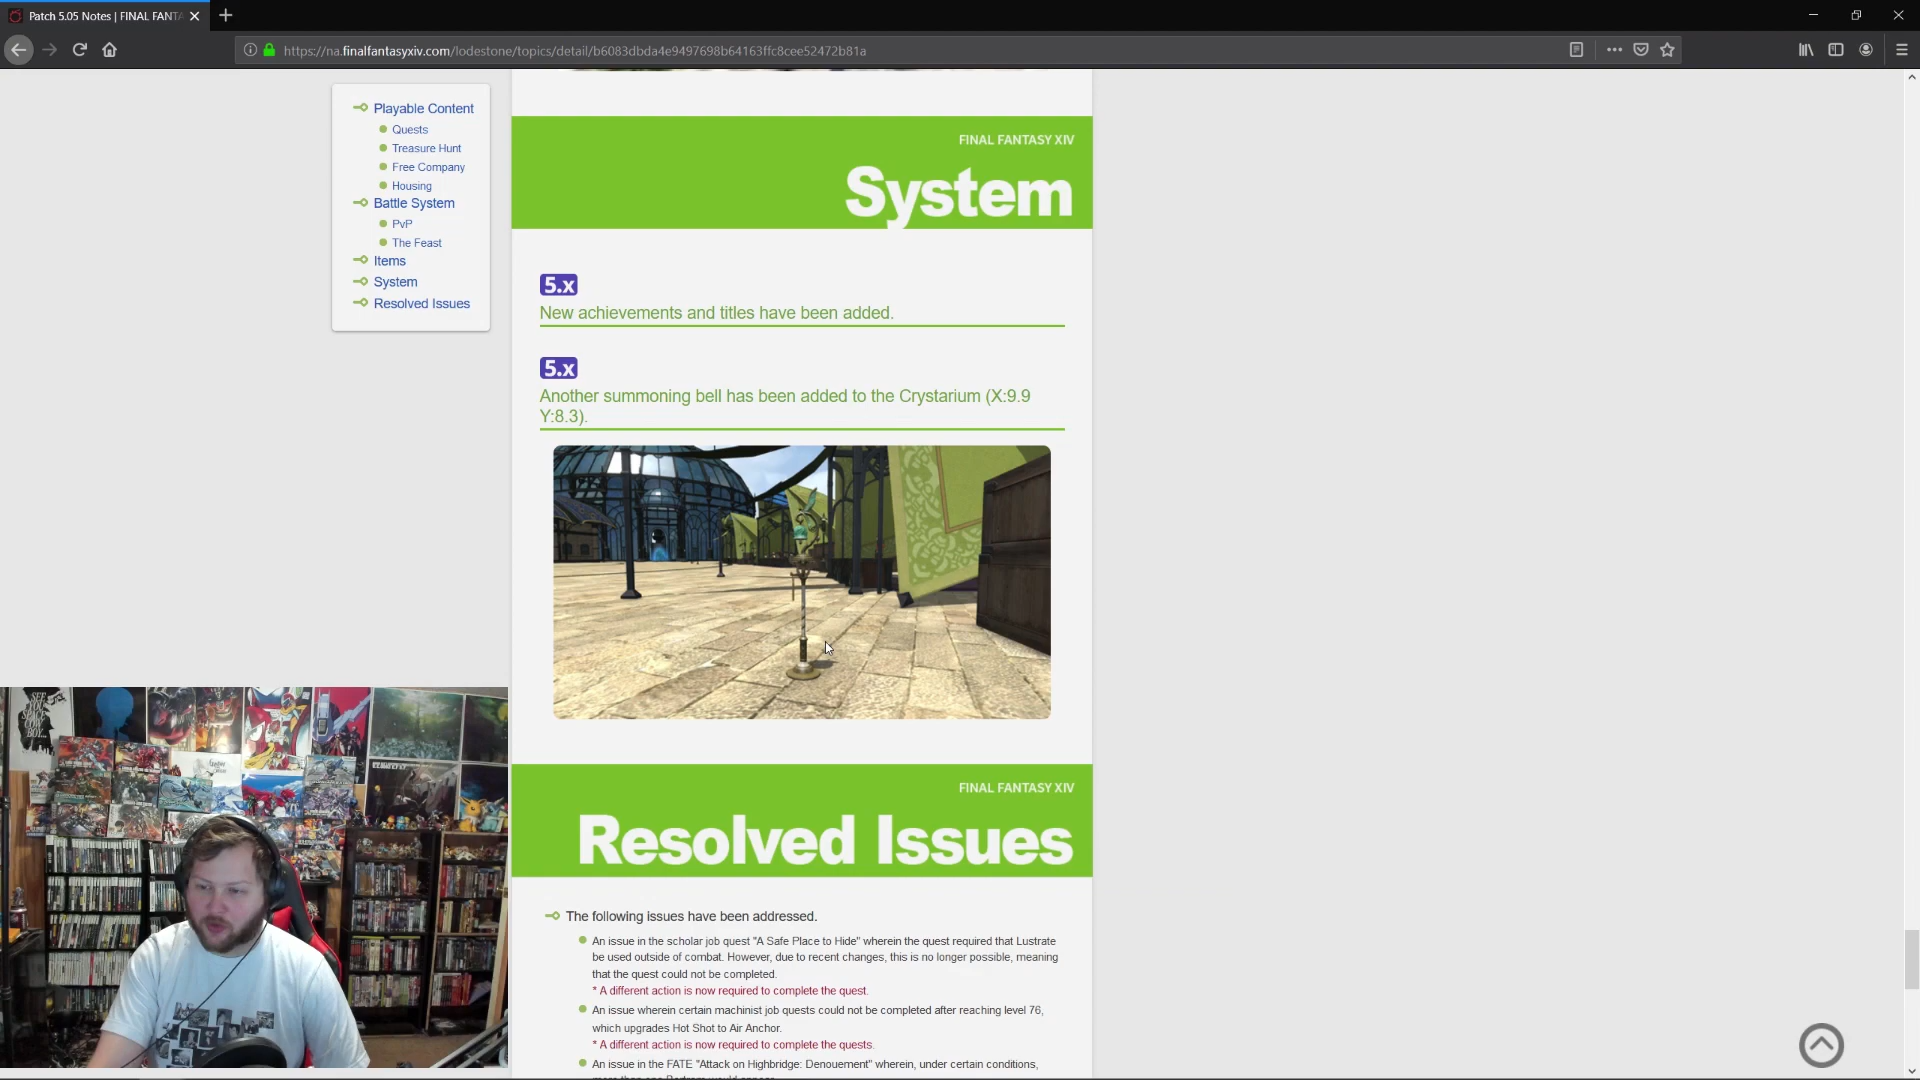 Patch 5.05 Notes | FINAL FANTA
https://na.finalfantasyxiv.com/lodestone/topics/detail/b6083dbda4e9497698b64163ffc8cee52472b81a
Playable Content
Quests
Treasure Hunt
Free Company
Housing
Battle System
PvP
The Feast
Items
System
Resolved Issues
FINAL FANTASY XIV
System
5.x
New achievements and titles have been added.
5.x
Another summoning bell has been added to the Crystarium (X:9.9
Y:8.3).
FINAL FANTASY XIV
Resolved Issues
The following issues have been addressed.
An issue in the scholar job quest "A Safe Place to Hide" wherein the quest required that Lustrate
be used outside of combat. However, due to recent changes, this is no longer possible, meaning
that the quest could not be completed.
* A different action is now required to complete the quest.
An issue wherein certain machinist job quests could not be completed after reaching level 76,
which upgrades Hot Shot to Air Anchor.
* A different action is now required to complete the quests.
An issue in the FATE "Attack on Highbridge: Denouement" wherein, under certain conditions,
SEE
YOU
SPACE
COW
BOY...